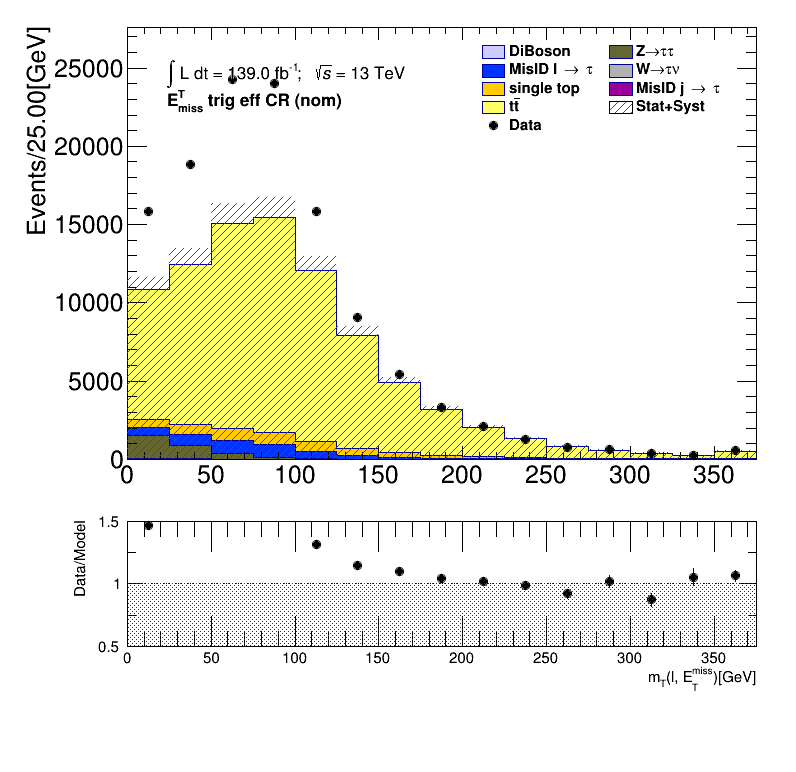 Events/25.00[GeV]
25000
20000
15000
10000
5000
0
∫ L dt = 139.0 fb⁻¹; √s = 13 TeV
E^T_miss trig eff CR (nom)
DiBoson
Z→ττ
MisID l → τ
W→τν
single top
MisID j → τ
tt̄
Stat+Syst
Data
0 50 100 150 200 250 300 350
Data/Model
1.5
1
0.5
0 50 100 150 200 250 300 350
m_T(l, E_T^miss)[GeV]